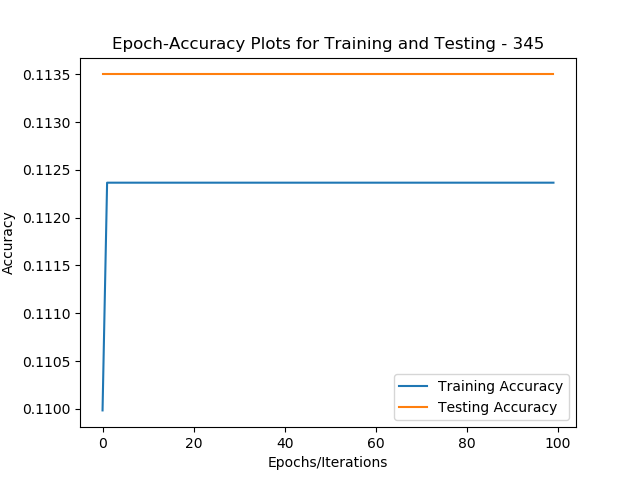 Epoch-Accuracy Plots for Training and Testing - 345
0.1135
0.1130
0.1125
0.1120
0.1115
0.1110
0.1105
0.1100
Accuracy
Training Accuracy
Testing Accuracy
0 20 40 60 80 100
Epochs/Iterations